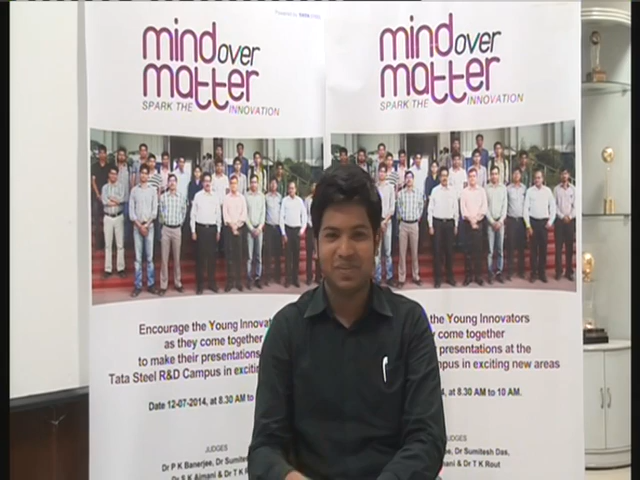 Powered by
mind over
matter
SPARK THE INNOVATION
Encourage the Young Innovat
as they come together
to make their presentations
Tata Steel R&D Campus in excitin
Date 12-07-2014, at 8.30 AM to
JUDGES
Dr P K Banerjee, Dr Sumites
Dr S K Ajmani & Dr T K R
mind over
matter
SPARK THE INNOVATION
the Young Innovators
come together
presentations at the
mpus in exciting new areas
at 8.30 AM to 10 AM.
JUDGES
Dr Sumitesh Das,
mani & Dr T K Rout